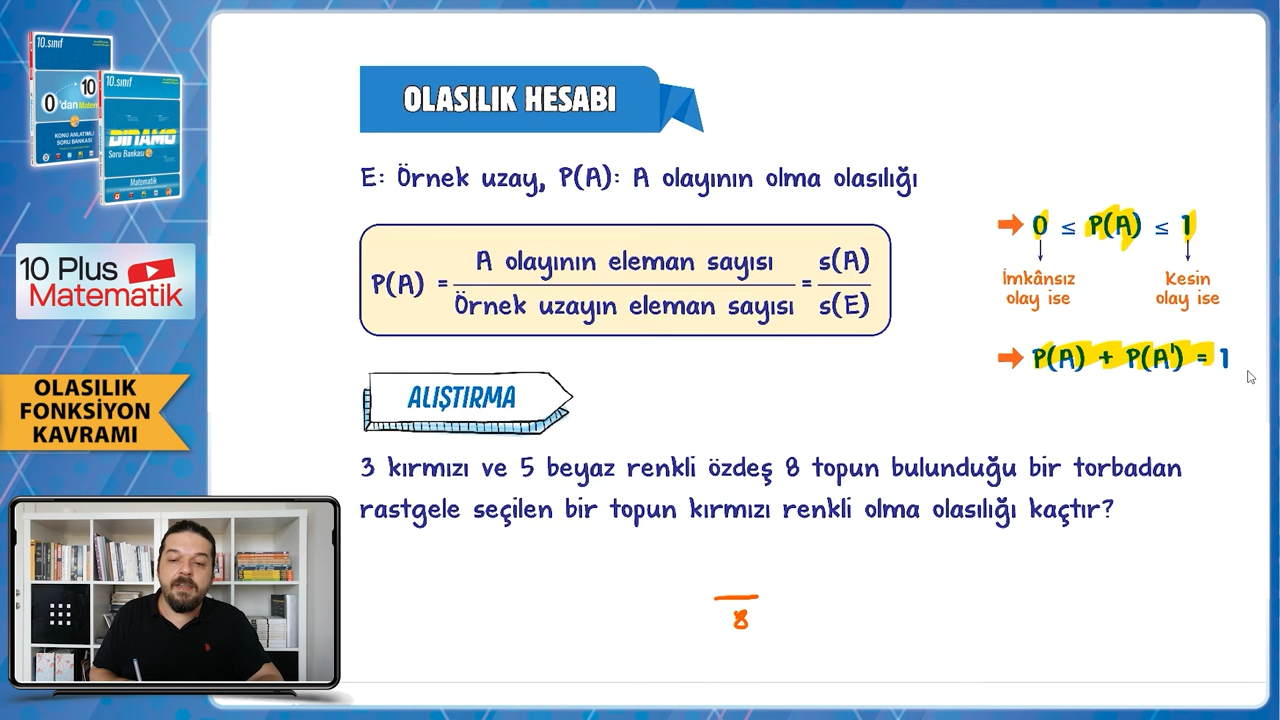 10.sınıf
0'dan 10
KONU ANLATIMLI
SORU BANKASI
10.sınıf
DİNAMO
Soru Bankası
Matematik
10 Plus
Matematik
OLASILIK
FONKSİYON
KAVRAMI
OLASILIK HESABI
E: Örnek uzay, P(A): A olayının olma olasılığı
P(A) = A olayının eleman sayısı / Örnek uzayın eleman sayısı = s(A) / s(E)
0 ≤ P(A) ≤ 1
İmkânsız olay ise
Kesin olay ise
P(A) + P(A') = 1
ALIŞTIRMA
3 kırmızı ve 5 beyaz renkli özdeş 8 topun bulunduğu bir torbadan
rastgele seçilen bir topun kırmızı renkli olma olasılığı kaçtır?
8